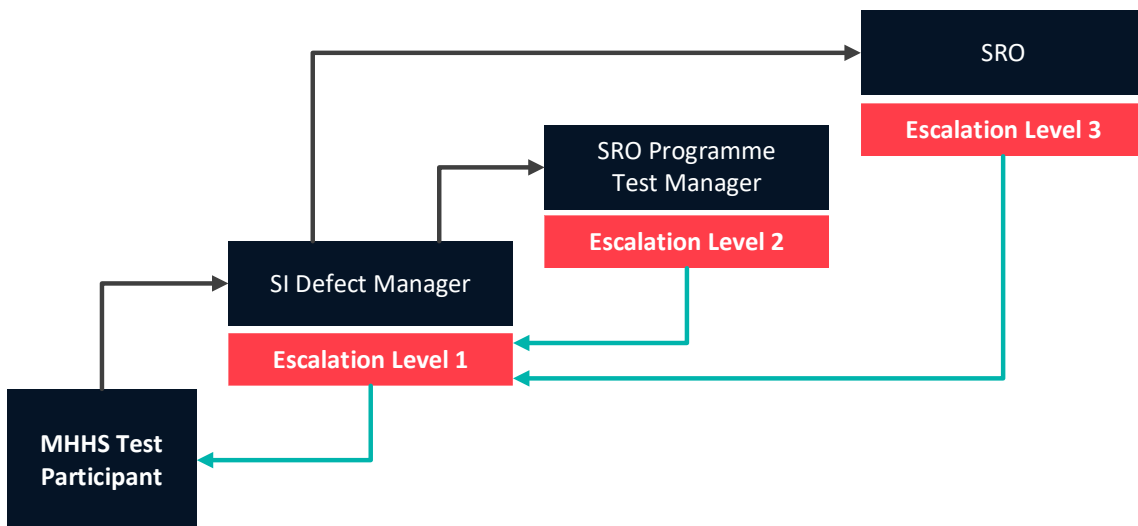 SRO
Escalation Level 3
SRO Programme
Test Manager
Escalation Level 2
SI Defect Manager
Escalation Level 1
MHHS Test
Participant